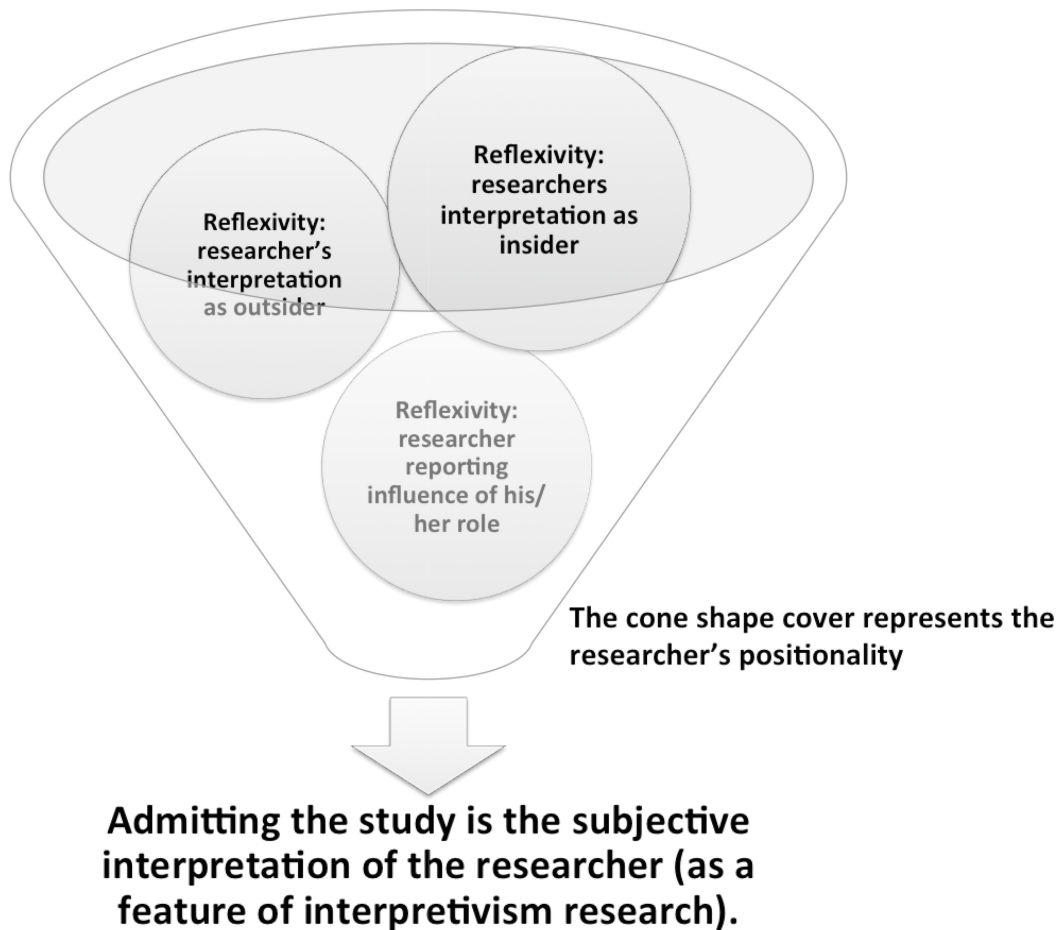 Reflexivity:
researcher’s
interpretation
as outsider
Reflexivity:
researchers
interpretation as
insider
Reflexivity:
researcher
reporting
influence of his/
her role
The cone shape cover represents the
researcher’s positionality
Admitting the study is the subjective
interpretation of the researcher (as a
feature of interpretivism research).